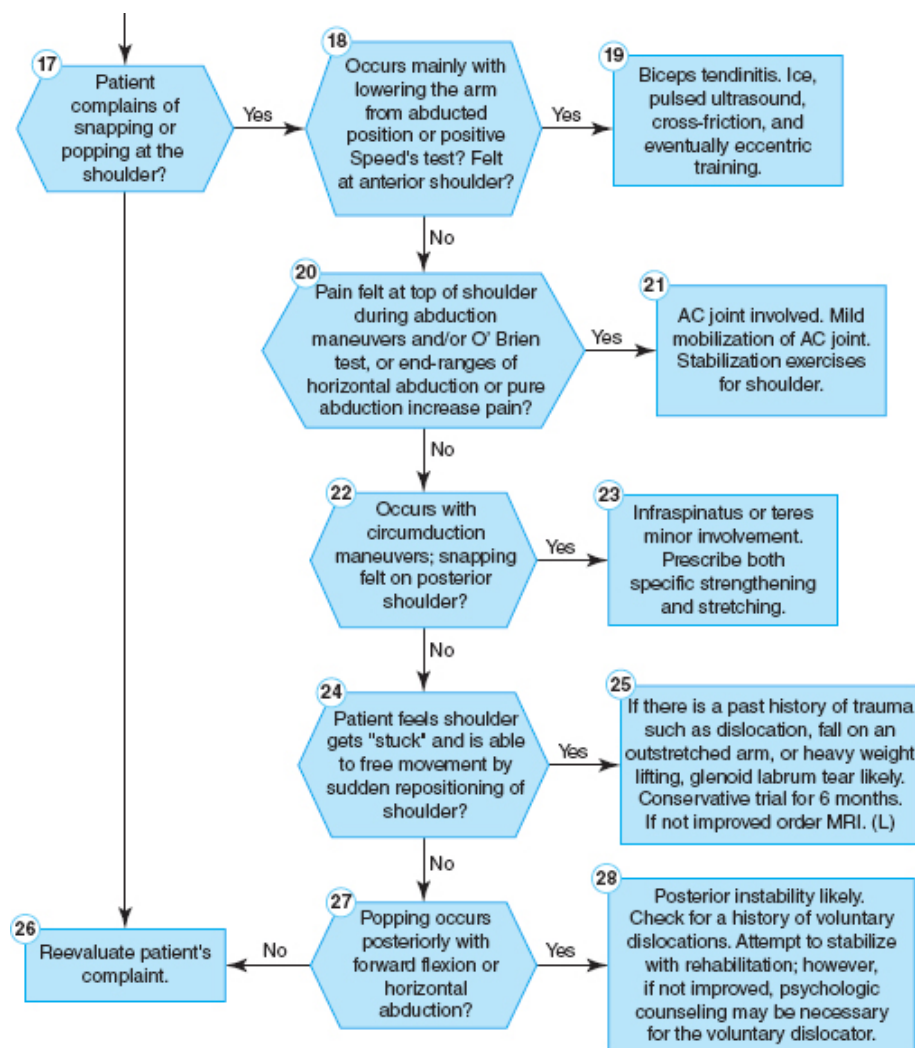 17
Patient
complains of
snapping or
popping at the
shoulder?
Yes
18
Occurs mainly with
lowering the arm
from abducted
position or positive
Speed's test? Felt
at anterior shoulder?
Yes
19
Biceps tendinitis. Ice,
pulsed ultrasound,
cross-friction, and
eventually eccentric
training.
No
20
Pain felt at top of shoulder
during abduction
maneuvers and/or O' Brien
test, or end-ranges of
horizontal abduction or pure
abduction increase pain?
Yes
21
AC joint involved. Mild
mobilization of AC joint.
Stabilization exercises
for shoulder.
No
22
Occurs with
circumduction
maneuvers; snapping
felt on posterior
shoulder?
Yes
23
Infraspinatus or teres
minor involvement.
Prescribe both
specific strengthening
and stretching.
No
24
Patient feels shoulder
gets "stuck" and is able
to free movement by
sudden repositioning of
shoulder?
Yes
25
If there is a past history of trauma
such as dislocation, fall on an
outstretched arm, or heavy weight
lifting, glenoid labrum tear likely.
Conservative trial for 6 months.
If not improved order MRI. (L)
No
26
Reevaluate patient's
complaint.
No
27
Popping occurs
posteriorly with
forward flexion or
horizontal
abduction?
Yes
28
Posterior instability likely.
Check for a history of voluntary
dislocations. Attempt to stabilize
with rehabilitation; however,
if not improved, psychologic
counseling may be necessary
for the voluntary dislocator.